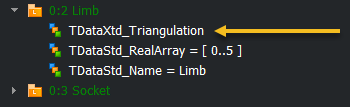 0:2 Limb
TDataXtd_Triangulation
TDataStd_RealArray = [ 0..5 ]
TDataStd_Name = Limb
0:3 Socket